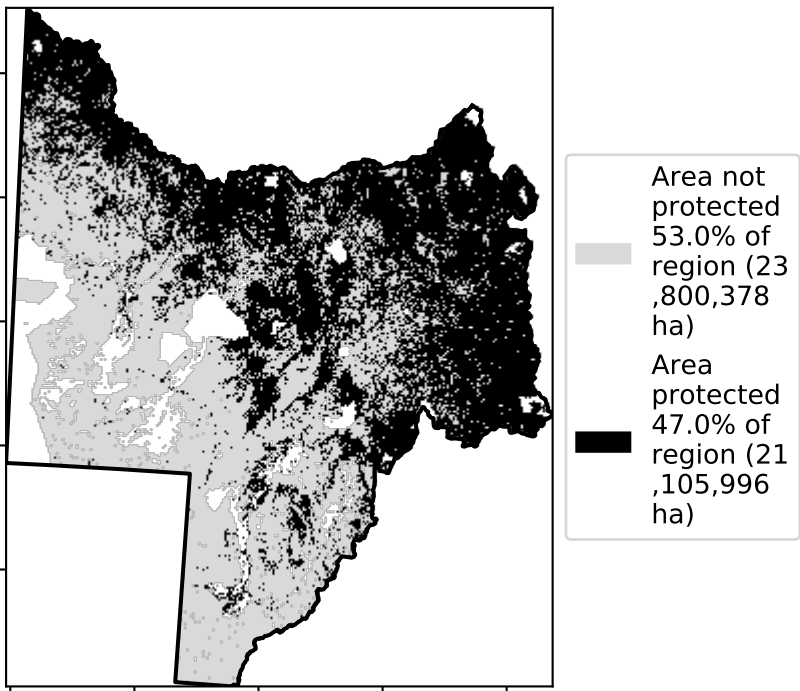 Area not
protected
53.0% of
region (23
,800,378
ha)
Area
protected
47.0% of
region (21
,105,996
ha)